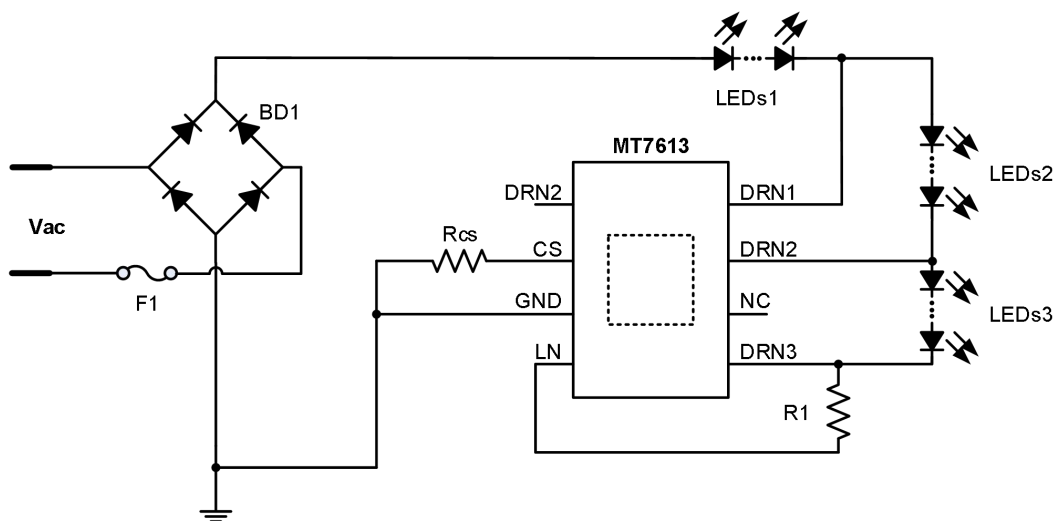 LEDs1
BD1
MT7613
LEDs2
DRN2
DRN1
Vac
Rcs
CS
DRN2
F1
GND
NC
LEDs3
LN
DRN3
R1